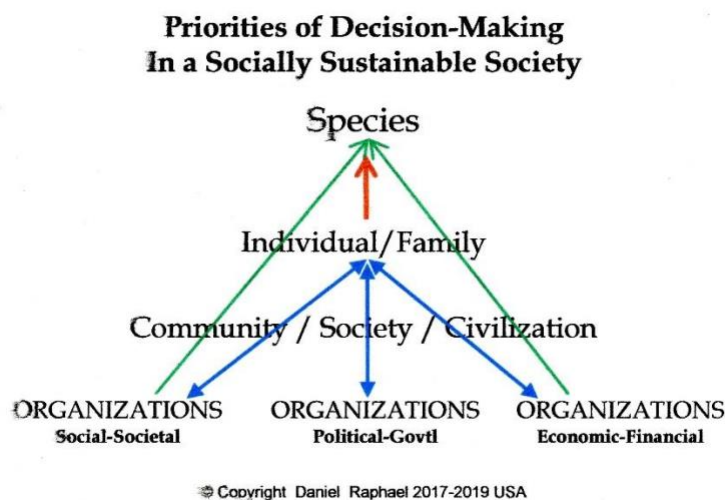 Priorities of Decision-Making
In a Socially Sustainable Society
Species
Individual/Family
Community / Society / Civilization
ORGANIZATIONS ORGANIZATIONS ORGANIZATIONS
Social-Societal Political-Govtl Economic-Financial
© Copyright Daniel Raphael 2017-2019 USA